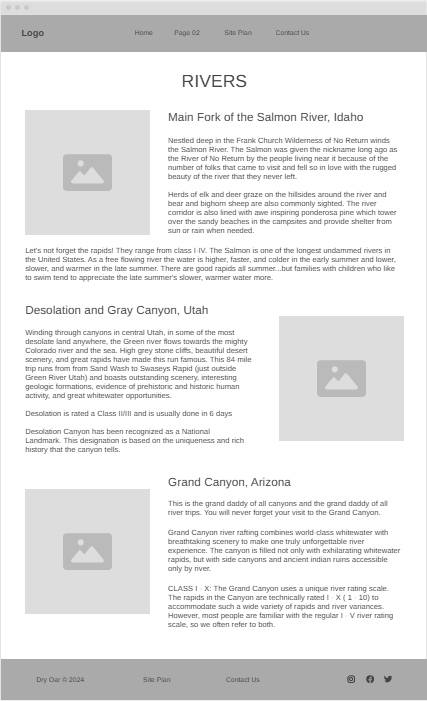 Logo
Home
Page 02
Site Plan
Contact Us
RIVERS
Main Fork of the Salmon River, Idaho
Nestled deep in the Frank Church Wilderness of No Return winds
the Salmon River. The Salmon was given the nickname long ago as
the River of No Return by the people living near it because of the
number of folks that came to visit and fell so in love with the rugged
beauty of the river that they never left.
Herds of elk and deer graze on the hillsides around the river and
bear and bighorn sheep are also commonly sighted. The river
corridor is also lined with awe inspiring ponderosa pine which tower
over the sandy beaches in the campsites and provide shelter from
sun or rain when needed.
Let's not forget the rapids! They range from class I-IV. The Salmon is one of the longest undammed rivers in
the United States. As a free flowing river the water is higher, faster, and colder in the early summer and lower,
slower, and warmer in the late summer. There are good rapids all summer...but families with children who like
to swim tend to appreciate the late summer's slower, warmer water more.
Desolation and Gray Canyon, Utah
Winding through canyons in central Utah, in some of the most
desolate land anywhere, the Green river flows towards the mighty
Colorado river and the sea. High grey stone cliffs, beautiful desert
scenery, and great rapids have made this run famous. This 84 mile
trip runs from from Sand Wash to Swaseys Rapid (just outside
Green River Utah) and boasts outstanding scenery, interesting
geologic formations, evidence of prehistoric and historic human
activity, and great whitewater opportunities.
Desolation is rated a Class II/III and is usually done in 6 days
Desolation Canyon has been recognized as a National
Landmark. This designation is based on the uniqueness and rich
history that the canyon tells.
Grand Canyon, Arizona
This is the grand daddy of all canyons and the grand daddy of all
river trips. You will never forget your visit to the Grand Canyon.
Grand Canyon river rafting combines world class whitewater with
breathtaking scenery to make one truly unforgettable river
experience. The canyon is filled not only with exhilarating whitewater
rapids, but with side canyons and ancient indian ruins accessible
only by river.
CLASS I - X: The Grand Canyon uses a unique river rating scale.
The rapids in the Canyon are technically rated I - X ( 1 - 10) to
accommodate such a wide variety of rapids and river variances.
However, most people are familiar with the regular I - V river rating
scale, so we often refer to both.
Dry Oar © 2024
Site Plan
Contact Us